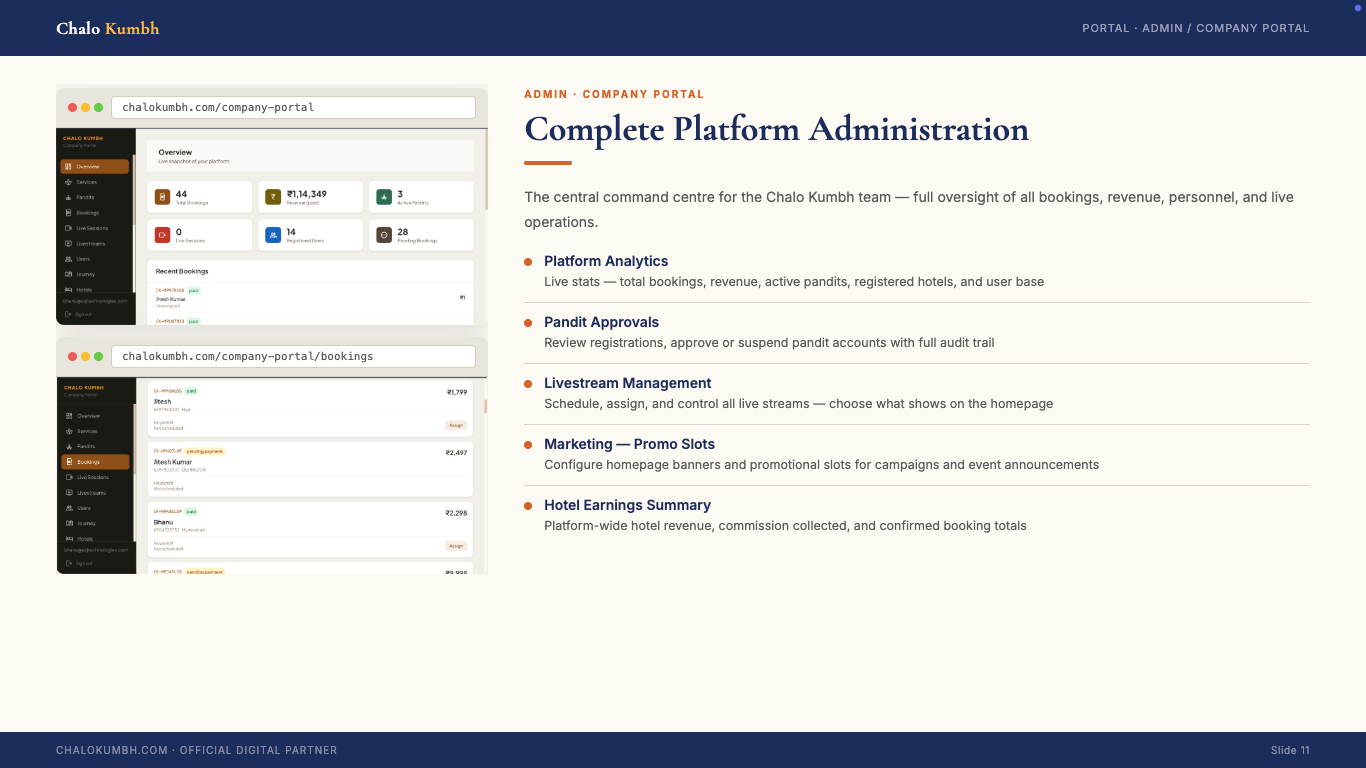 Chalo Kumbh
PORTAL · ADMIN / COMPANY PORTAL
chalokumbh.com/company-portal
CHALO KUMBH
Company Portal
Overview
Services
Pandits
Bookings
Live Sessions
Livestreams
Users
Journey
Hotels
Sign out
Overview
Live snapshot of your platform
44
Total Bookings
₹1,14,349
Revenue (paid)
3
Active Pandits
0
Live Sessions
14
Registered Users
28
Pending Bookings
Recent Bookings
paid
Jitesh Kumar
Unassigned
₹1
paid
chalokumbh.com/company-portal/bookings
CHALO KUMBH
Company Portal
Overview
Services
Pandits
Bookings
Live Sessions
Livestreams
Users
Journey
Hotels
Sign out
paid
₹1,799
Jitesh
No pandit
Not scheduled
Assign
pending payment
₹2,497
Jitesh Kumar
No pandit
Not scheduled
paid
₹2,298
Bhanu
Hyderabad
No pandit
Not scheduled
Assign
pending payment
ADMIN · COMPANY PORTAL
Complete Platform Administration
The central command centre for the Chalo Kumbh team — full oversight of all bookings, revenue, personnel, and live
operations.
Platform Analytics
Live stats — total bookings, revenue, active pandits, registered hotels, and user base
Pandit Approvals
Review registrations, approve or suspend pandit accounts with full audit trail
Livestream Management
Schedule, assign, and control all live streams — choose what shows on the homepage
Marketing — Promo Slots
Configure homepage banners and promotional slots for campaigns and event announcements
Hotel Earnings Summary
Platform-wide hotel revenue, commission collected, and confirmed booking totals
CHALOKUMBH.COM · OFFICIAL DIGITAL PARTNER
Slide 11